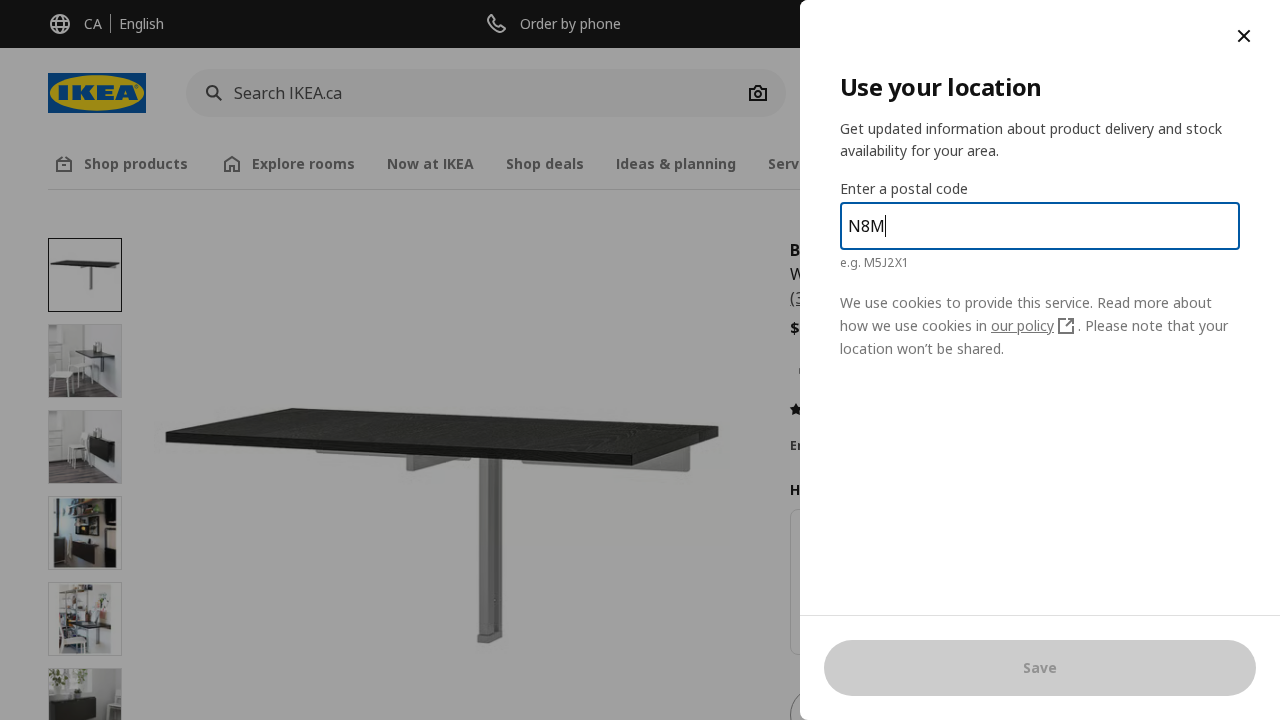 CA
English
Order by phone
IKEA
Search IKEA.ca
Shop products
Explore rooms
Now at IKEA
Shop deals
Ideas & planning
Serv
Use your location
Get updated information about product delivery and stock
availability for your area.
Enter a postal code
N8M
e.g. M5J2X1
We use cookies to provide this service. Read more about
how we use cookies in our policy . Please note that your
location won’t be shared.
Save